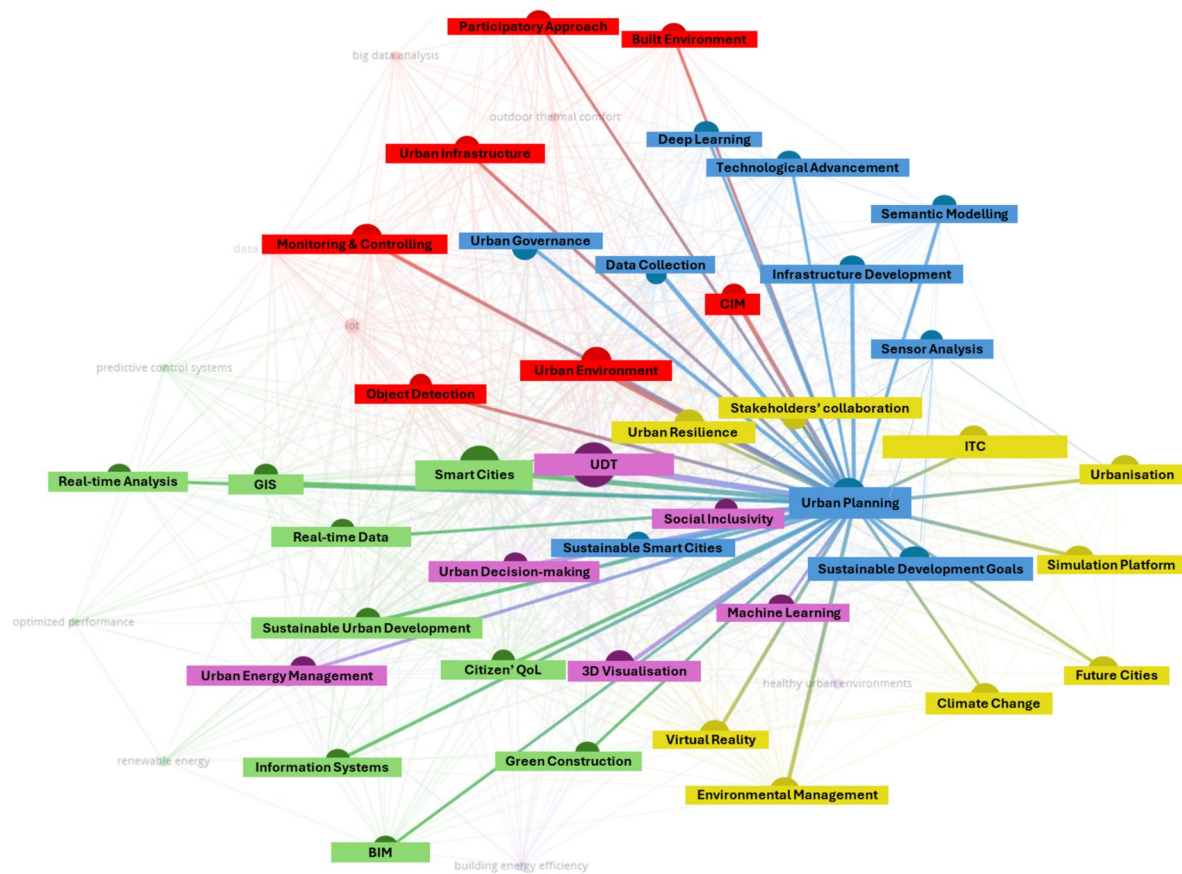 Participatory Approach
Built Environment
big data analysis
outdoor thermal comfort
Deep Learning
Urban Infrastructure
Technological Advancement
Semantic Modelling
Urban Governance
Monitoring & Controlling
data
Data Collection
Infrastructure Development
CIM
iot
Sensor Analysis
predictive control systems
Urban Environment
Object Detection
Stakeholders' collaboration
Urban Resilience
ITC
UDT
Smart Cities
Urbanisation
Real-time Analysis
GIS
Urban Planning
Social Inclusivity
Real-time Data
Sustainable Smart Cities
Simulation Platform
Urban Decision-making
Sustainable Development Goals
Machine Learning
optimized performance
Sustainable Urban Development
Citizen' QoL
3D Visualisation
Urban Energy Management
Future Cities
healthy urban environments
Climate Change
Virtual Reality
renewable energy
Information Systems
Green Construction
Environmental Management
BIM
building energy efficiency